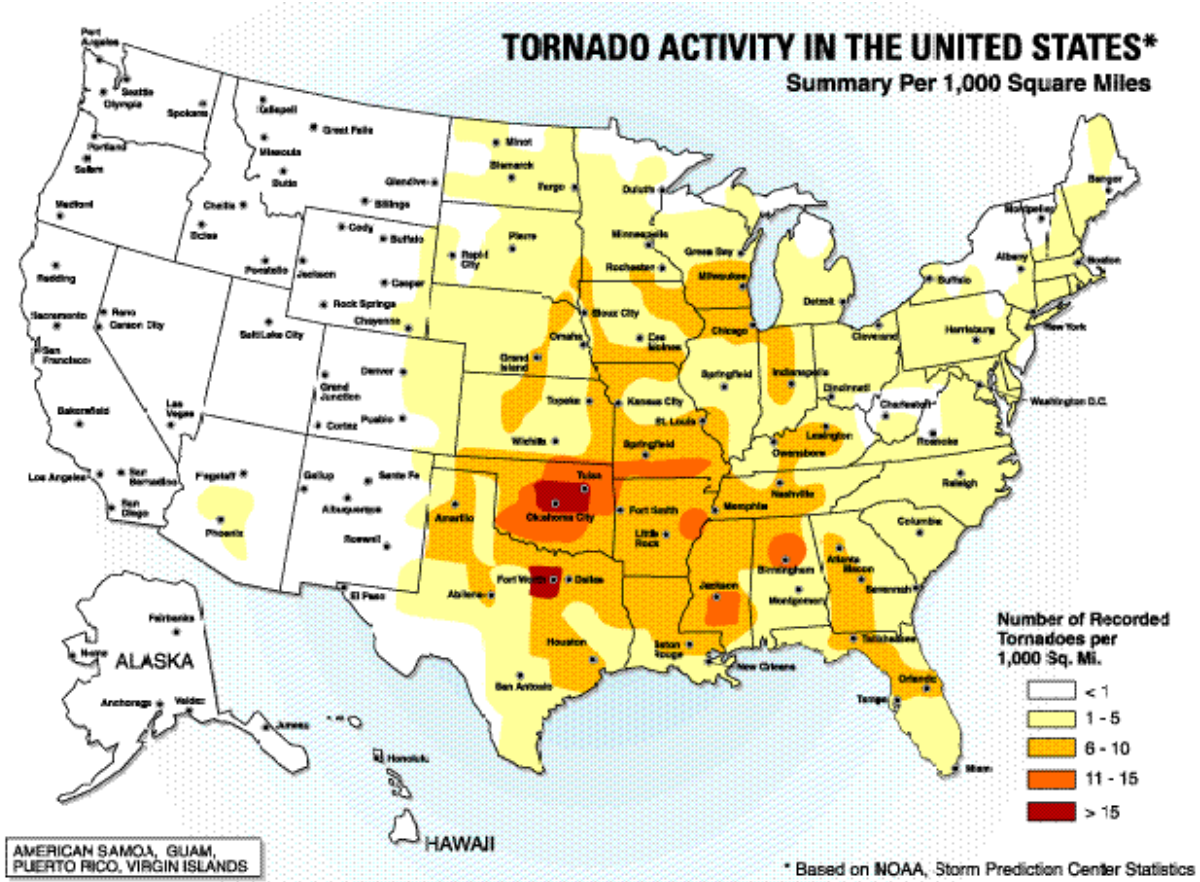 TORNADO ACTIVITY IN THE UNITED STATES*
Summary Per 1,000 Square Miles
Port
Angeles
Seattle
Olympia
Spokane
Kalispell
Great Falls
Portland
Salem
Missoula
Butte
Glendive
Billings
Minot
Bismarck
Fargo
Duluth
Bangor
Medford
Challis
Boise
Cody
Buffalo
Pierre
Rapid
City
Minneapolis
Green Bay
Montpelier
Albany
Boston
Redding
Pocatello
Jackson
Casper
Rock Springs
Cheyenne
Rochester
Milwaukee
Detroit
Buffalo
Sacramento
Reno
Carson City
Salt Lake City
Sioux City
Omaha
Des
Moines
Chicago
Cleveland
Harrisburg
New York
San
Francisco
Grand
Island
Denver
Grand
Junction
Pueblo
Cortez
Topeka
Kansas City
Springfield
Indianapolis
Cincinnati
Charleston
Washington D.C.
Bakersfield
Las
Vegas
Wichita
St. Louis
Springfield
Lexington
Owensboro
Roanoke
Los Angeles
San
Bernadino
San
Diego
Flagstaff
Gallup
Santa Fe
Albuquerque
Tulsa
Oklahoma City
Amarillo
Fort Smith
Little
Rock
Memphis
Nashville
Raleigh
Phoenix
Roswell
Columbia
Atlanta
Macon
Birmingham
Savannah
Fort Worth
Dallas
Abilene
El Paso
Jackson
Montgomery
Houston
San Antonio
Baton
Rouge
New Orleans
Tallahassee
Orlando
Tampa
Miami
Fairbanks
Nome
ALASKA
Anchorage
Valdez
Juneau
Honolulu
HAWAII
Number of Recorded
Tornadoes per
1,000 Sq. Mi.
< 1
1 - 5
6 - 10
11 - 15
> 15
AMERICAN SAMOA, GUAM,
PUERTO RICO, VIRGIN ISLANDS
* Based on NOAA, Storm Prediction Center Statistics